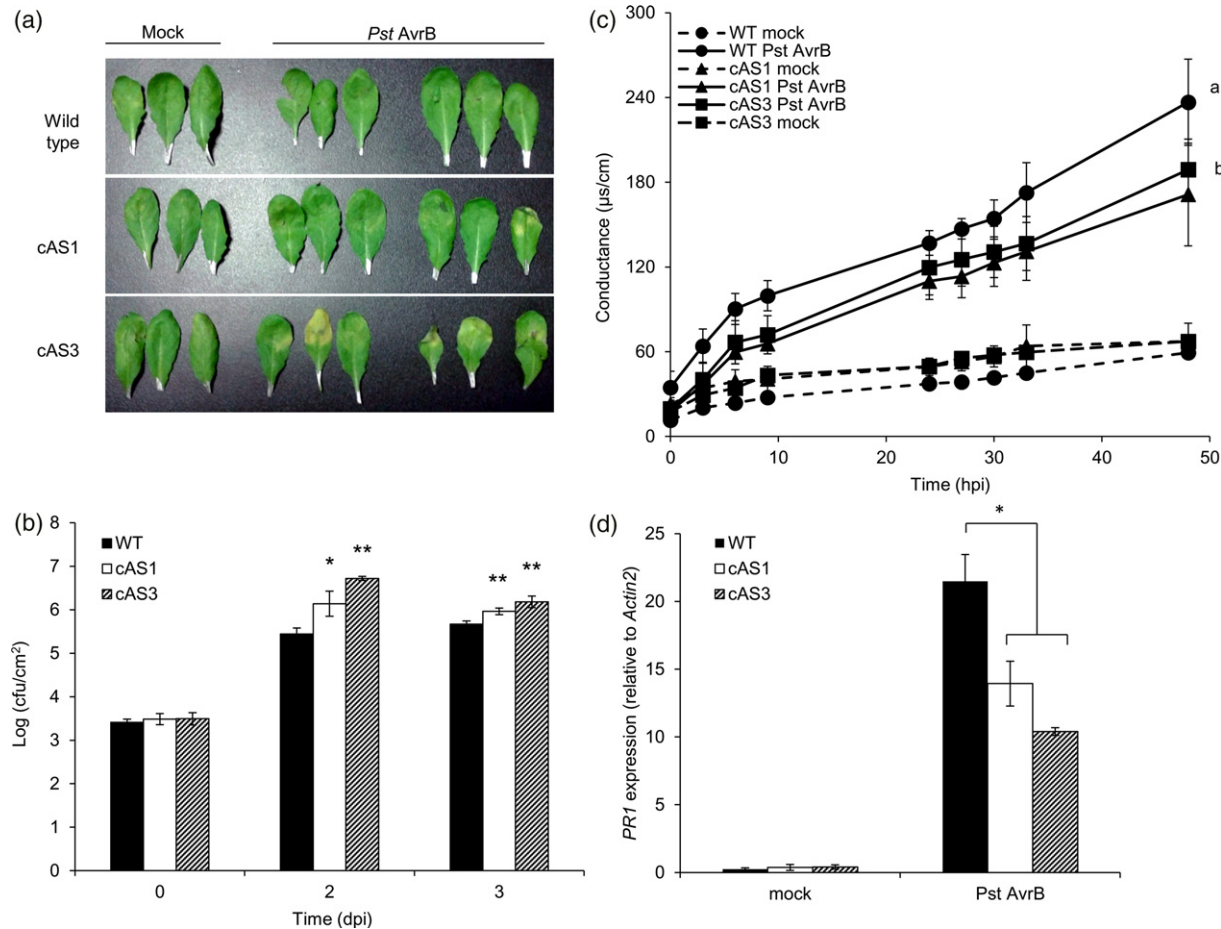 (a)
Mock
Pst AvrB
Wild
type
cAS1
cAS3
(b)
8
7
6
5
4
3
2
1
0
Log (cfu/cm²)
WT
cAS1
cAS3
*
**
**
**
0
2
3
Time (dpi)
(c)
300
240
180
120
60
0
Conductance (µs/cm)
WT mock
WT Pst AvrB
cAS1 mock
cAS1 Pst AvrB
cAS3 Pst AvrB
cAS3 mock
a
b
0
10
20
30
40
50
Time (hpi)
(d)
25
20
15
10
5
0
PR1 expression (relative to Actin2)
WT
cAS1
cAS3
*
mock
Pst AvrB